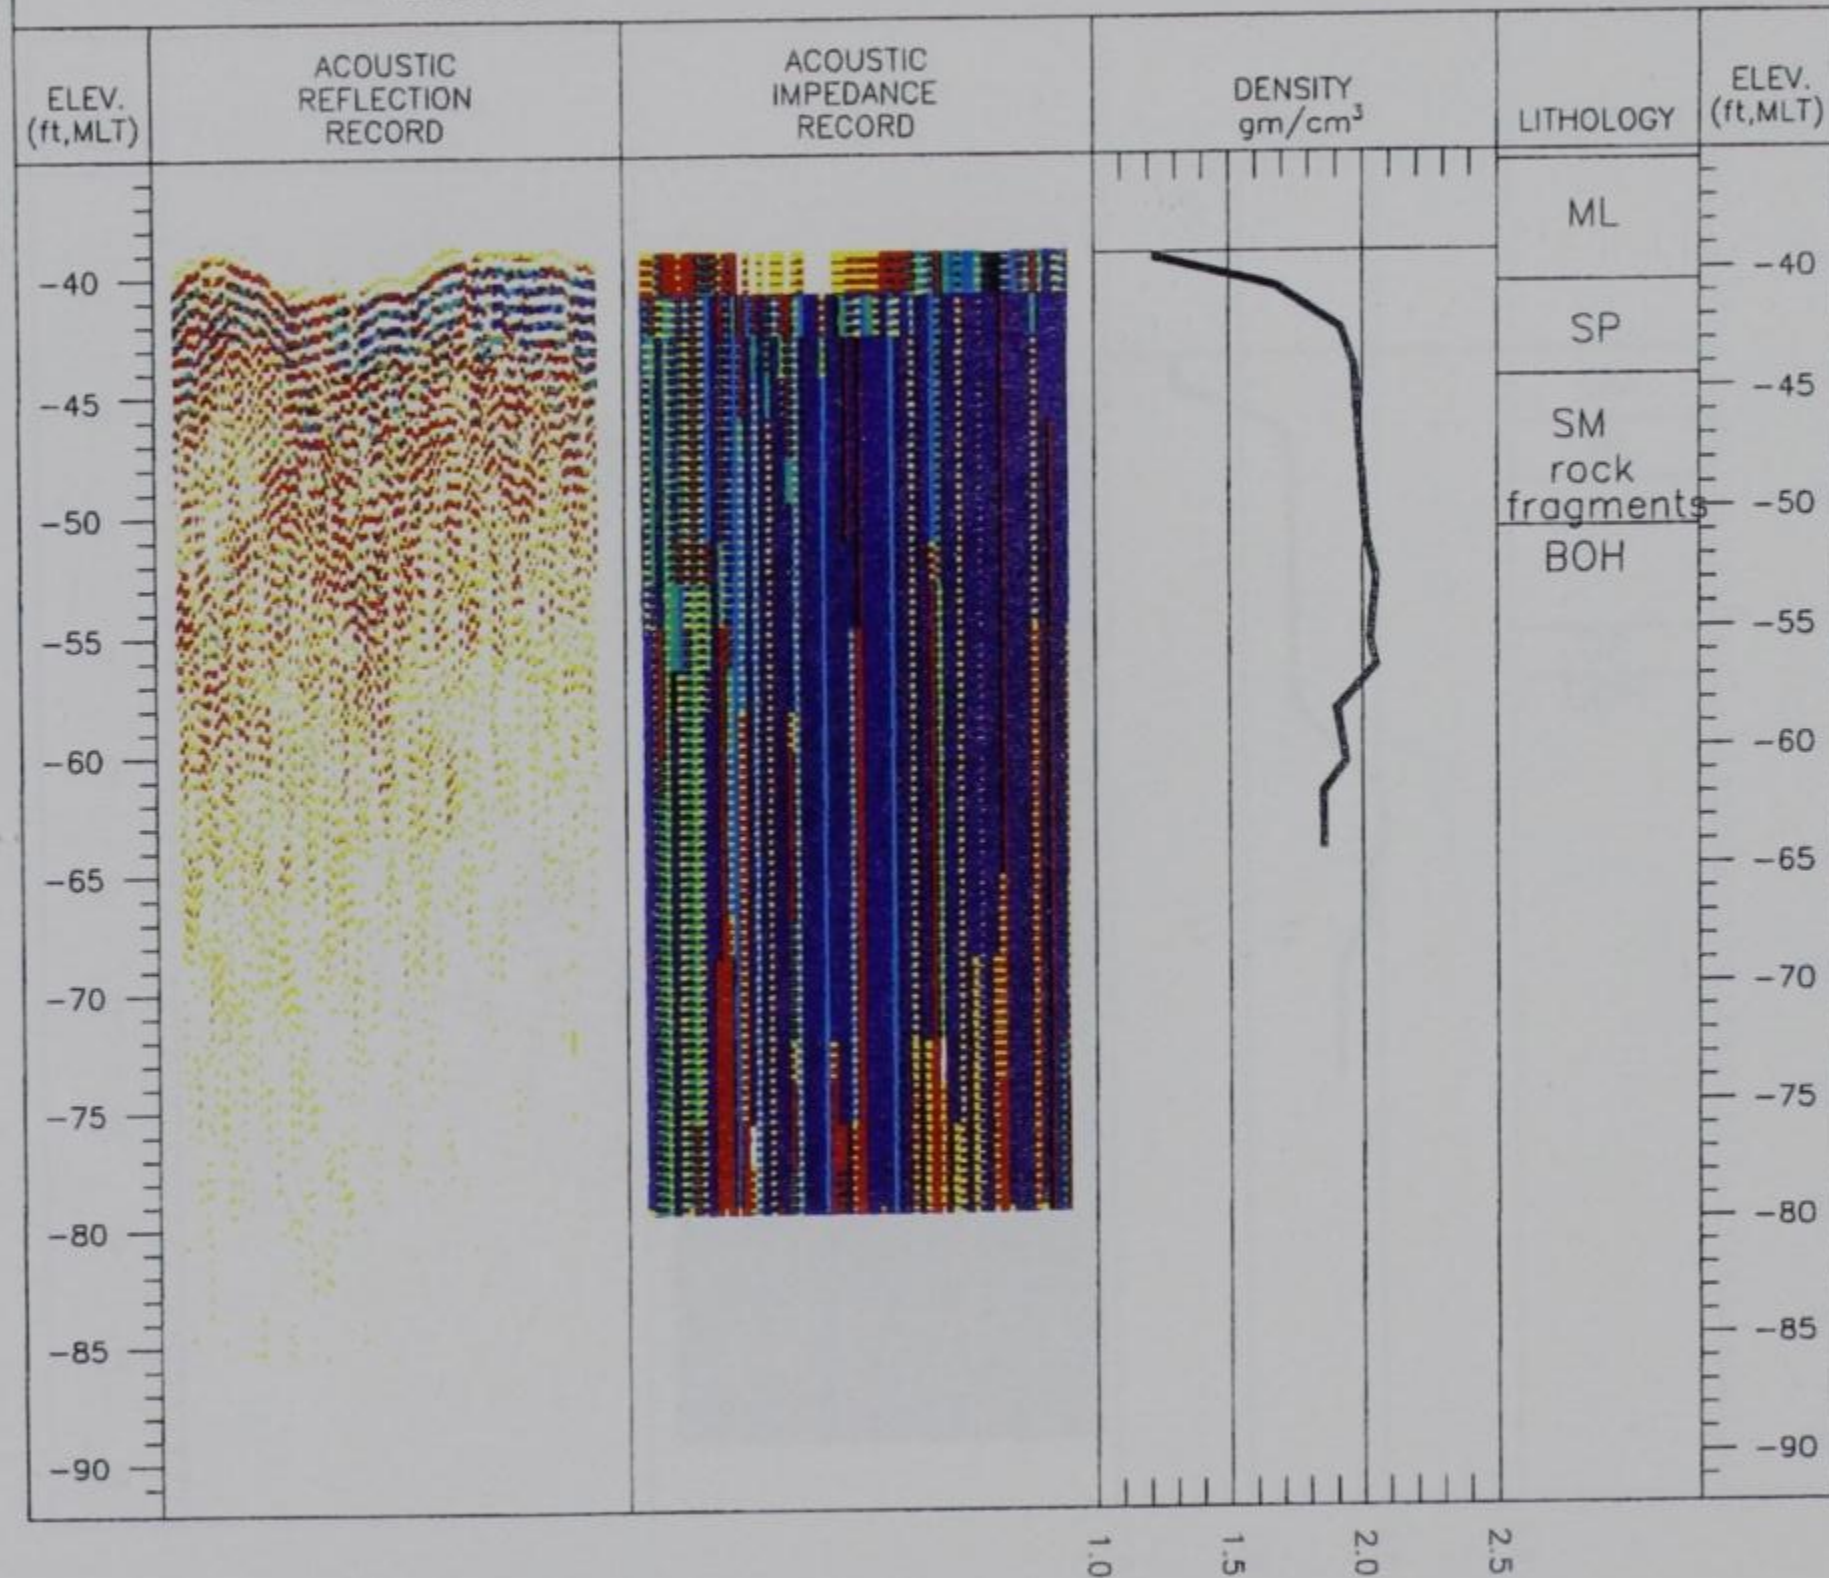 ELEV.
(ft,MLT)
ACOUSTIC
REFLECTION
RECORD
ACOUSTIC
IMPEDANCE
RECORD
DENSITY
gm/cm³
LITHOLOGY
ELEV.
(ft,MLT)
-40
-45
-50
-55
-60
-65
-70
-75
-80
-85
-90
1.0
1.5
2.0
2.5
ML
SP
SM
rock
fragments
BOH
-40
-45
-50
-55
-60
-65
-70
-75
-80
-85
-90